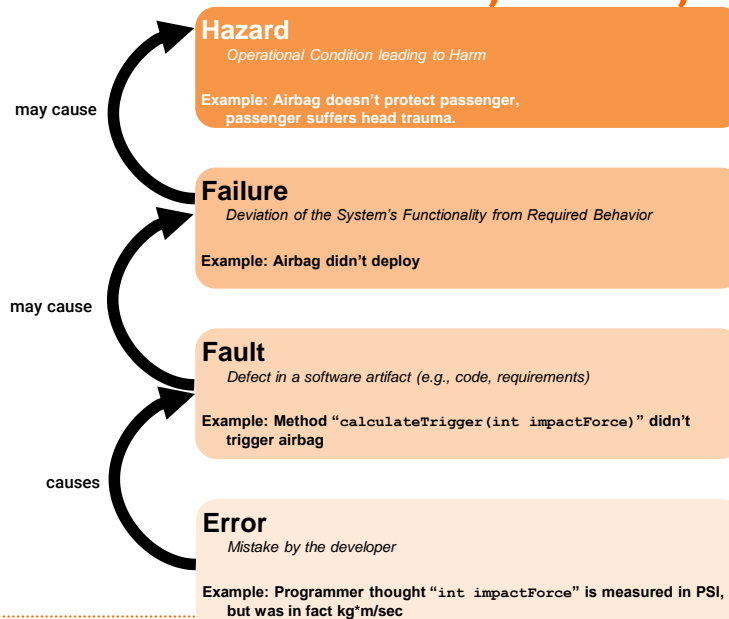 Hazard
Operational Condition leading to Harm
Example: Airbag doesn't protect passenger,
passenger suffers head trauma.
may cause
Failure
Deviation of the System's Functionality from Required Behavior
Example: Airbag didn't deploy
may cause
Fault
Defect in a software artifact (e.g., code, requirements)
Example: Method “calculateTrigger(int impactForce)” didn't
trigger airbag
causes
Error
Mistake by the developer
Example: Programmer thought “int impactForce” is measured in PSI,
but was in fact kg*m/sec